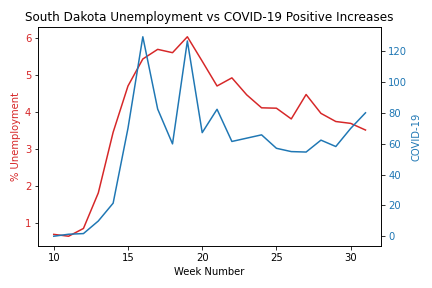 South Dakota Unemployment vs COVID-19 Positive Increases
% Unemployment
6
5
4
3
2
1
120
100
80
60
40
20
0
COVID-19
10 15 20 25 30
Week Number